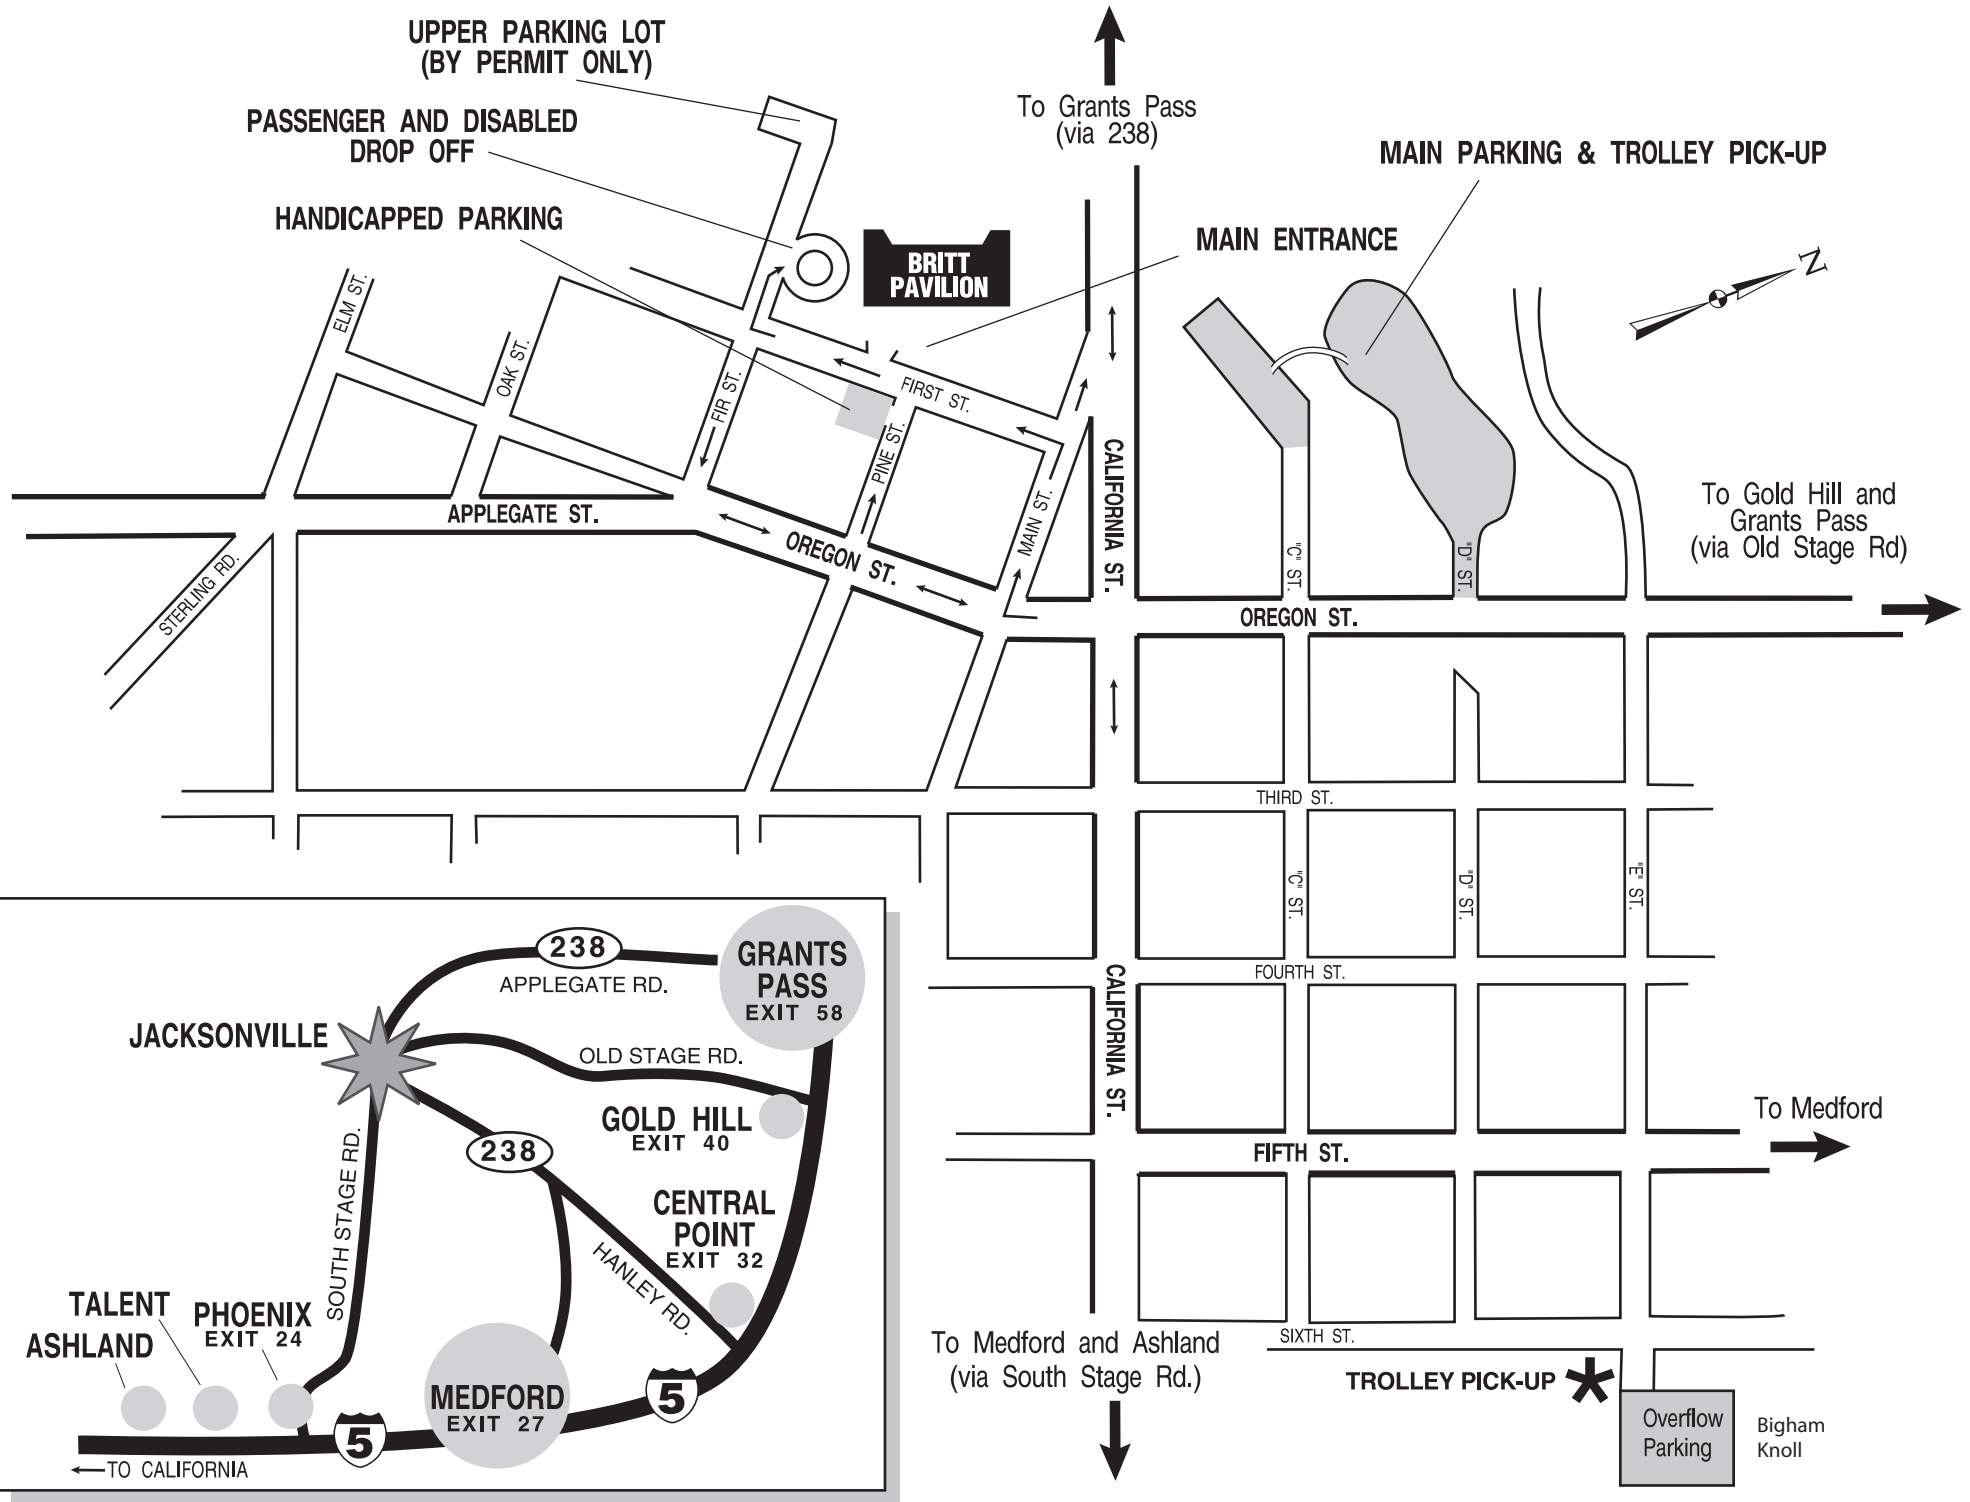 UPPER PARKING LOT
(BY PERMIT ONLY)
PASSENGER AND DISABLED
DROP OFF
HANDICAPPED PARKING
BRITT
PAVILION
To Grants Pass
(via 238)
MAIN PARKING & TROLLEY PICK-UP
MAIN ENTRANCE
N
ELM ST.
OAK ST.
FIR ST.
FIRST ST.
PINE ST.
MAIN ST.
CALIFORNIA ST.
"C" ST.
"D" ST.
To Gold Hill and
Grants Pass
(via Old Stage Rd)
APPLEGATE ST.
OREGON ST.
OREGON ST.
STERLING RD.
THIRD ST.
"C" ST.
"D" ST.
"E" ST.
FOURTH ST.
CALIFORNIA ST.
To Medford
FIFTH ST.
SIXTH ST.
To Medford and Ashland
(via South Stage Rd.)
TROLLEY PICK-UP
Overflow
Parking
Bigham
Knoll
238
APPLEGATE RD.
GRANTS
PASS
EXIT 58
JACKSONVILLE
OLD STAGE RD.
GOLD HILL
EXIT 40
238
SOUTH STAGE RD.
CENTRAL
POINT
EXIT 32
HANLEY RD.
TALENT
ASHLAND
PHOENIX
EXIT 24
MEDFORD
EXIT 27
5
5
TO CALIFORNIA